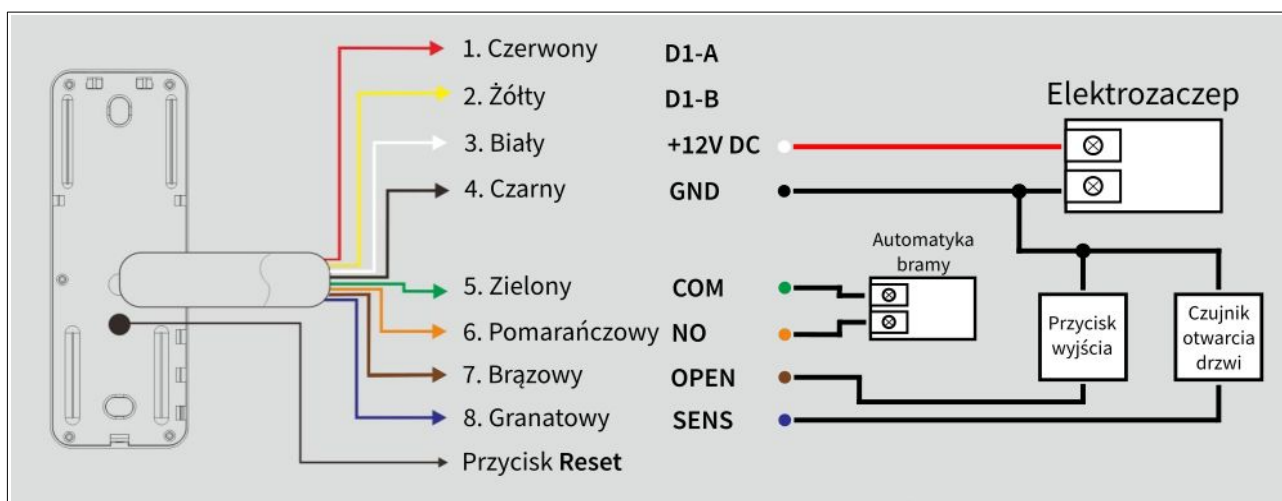 1. Czerwony D1-A
2. Żółty D1-B
Elektrozaczep
3. Biały +12V DC
4. Czarny GND
Automatyka
bramy
5. Zielony COM
6. Pomarańczowy NO
Przycisk
wyjścia
Czujnik
otwarcia
drzwi
7. Brązowy OPEN
8. Granatowy SENS
Przycisk Reset